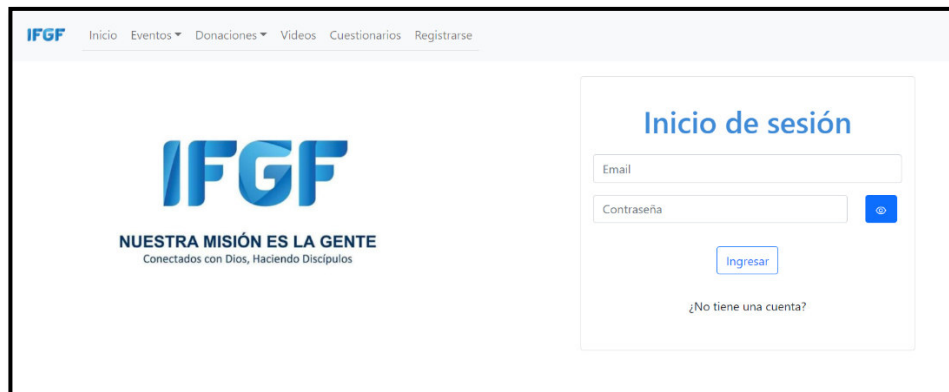 IFGF Inicio Eventos Donaciones Videos Cuestionarios Registrarse
IFGF
NUESTRA MISIÓN ES LA GENTE
Conectados con Dios, Haciendo Discípulos
Inicio de sesión
Email
Contraseña
Ingresar
¿No tiene una cuenta?